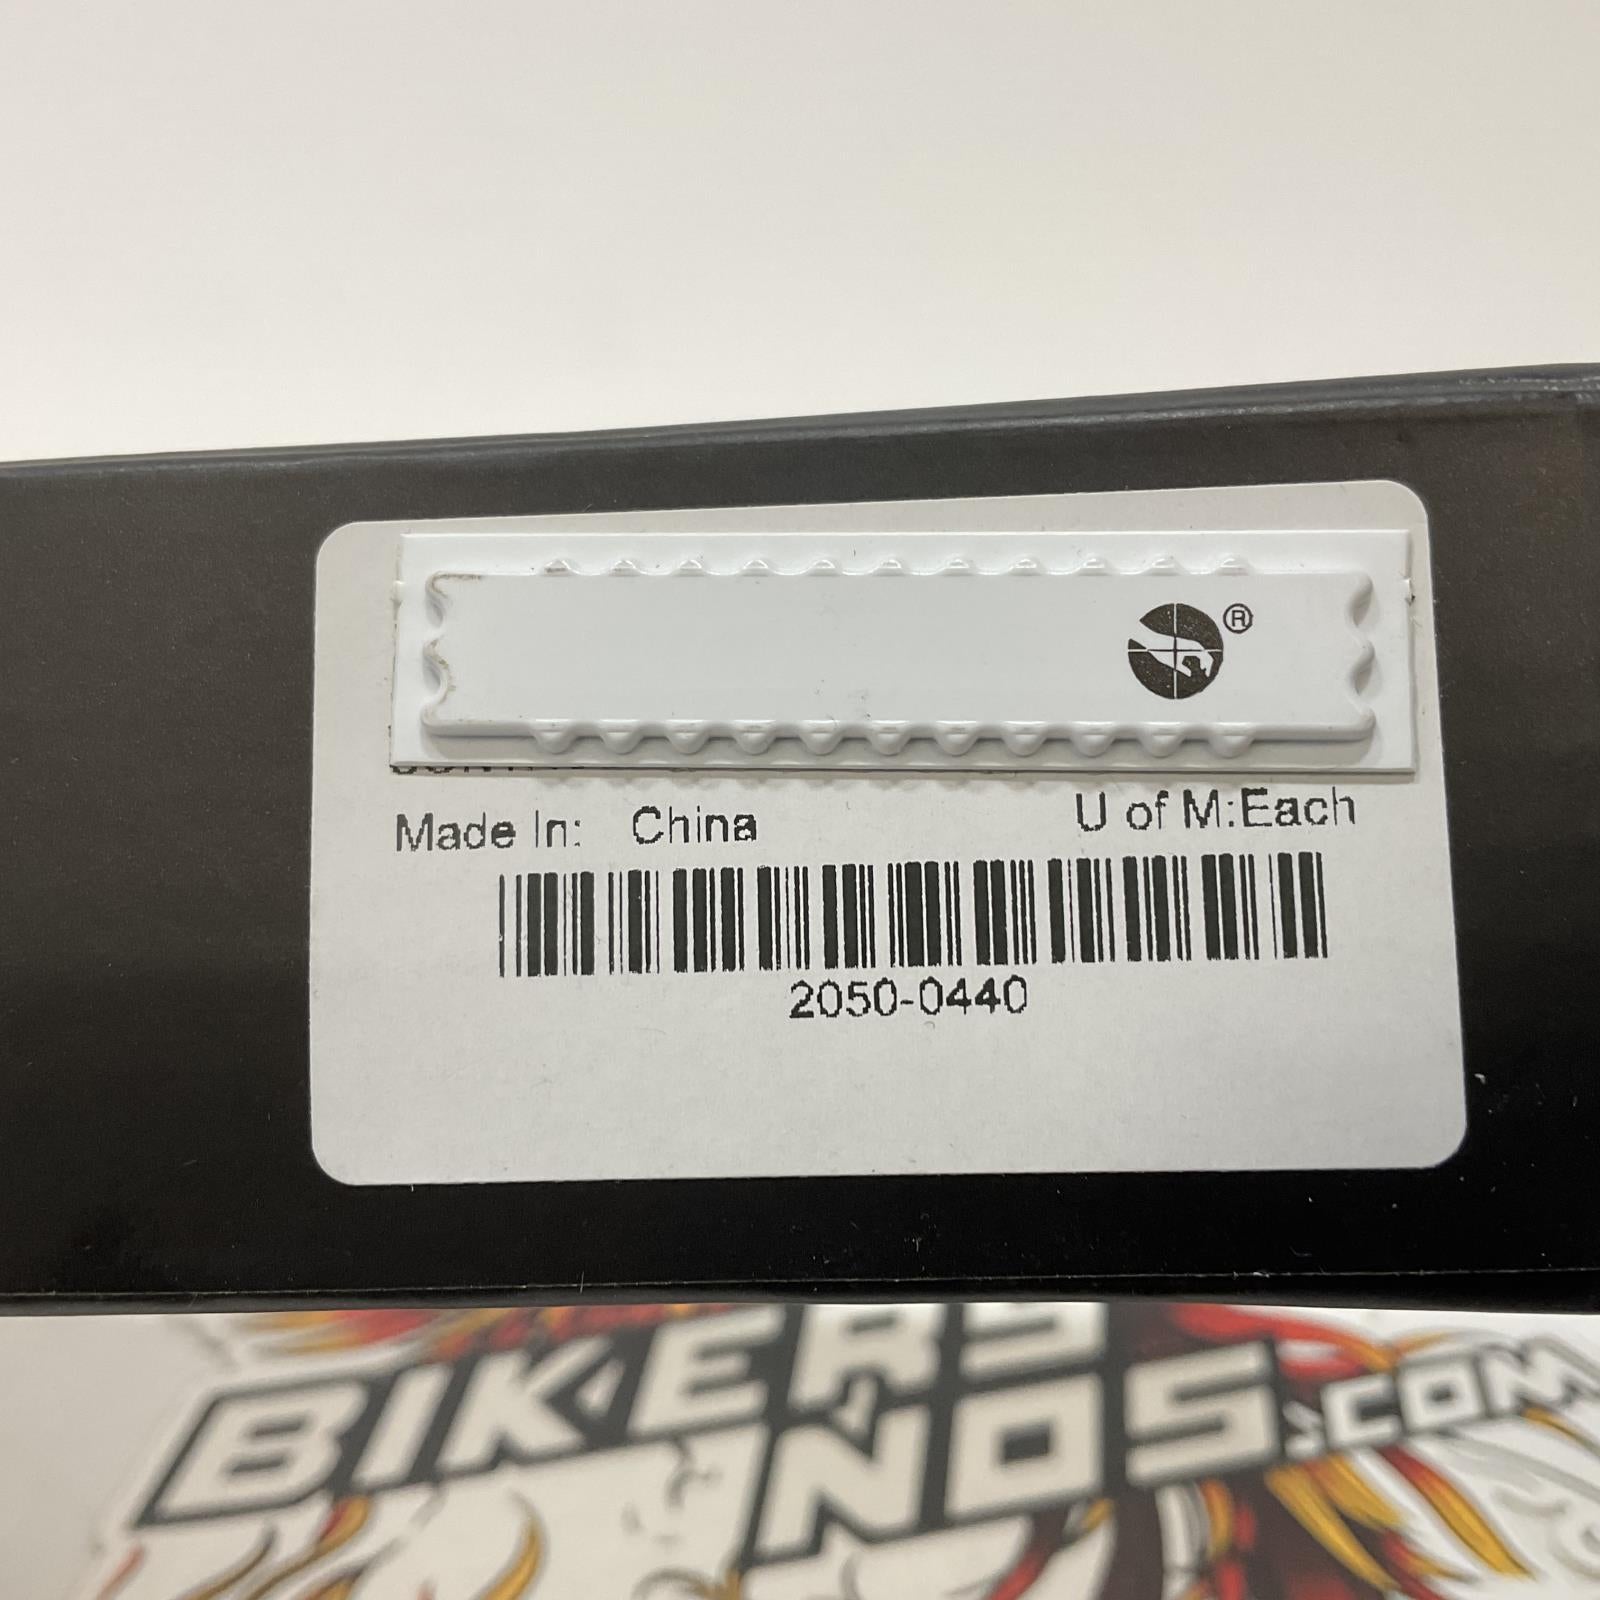 ®
Made In: China
U of M:Each
2050-0440
BIKERS
NOS.COM